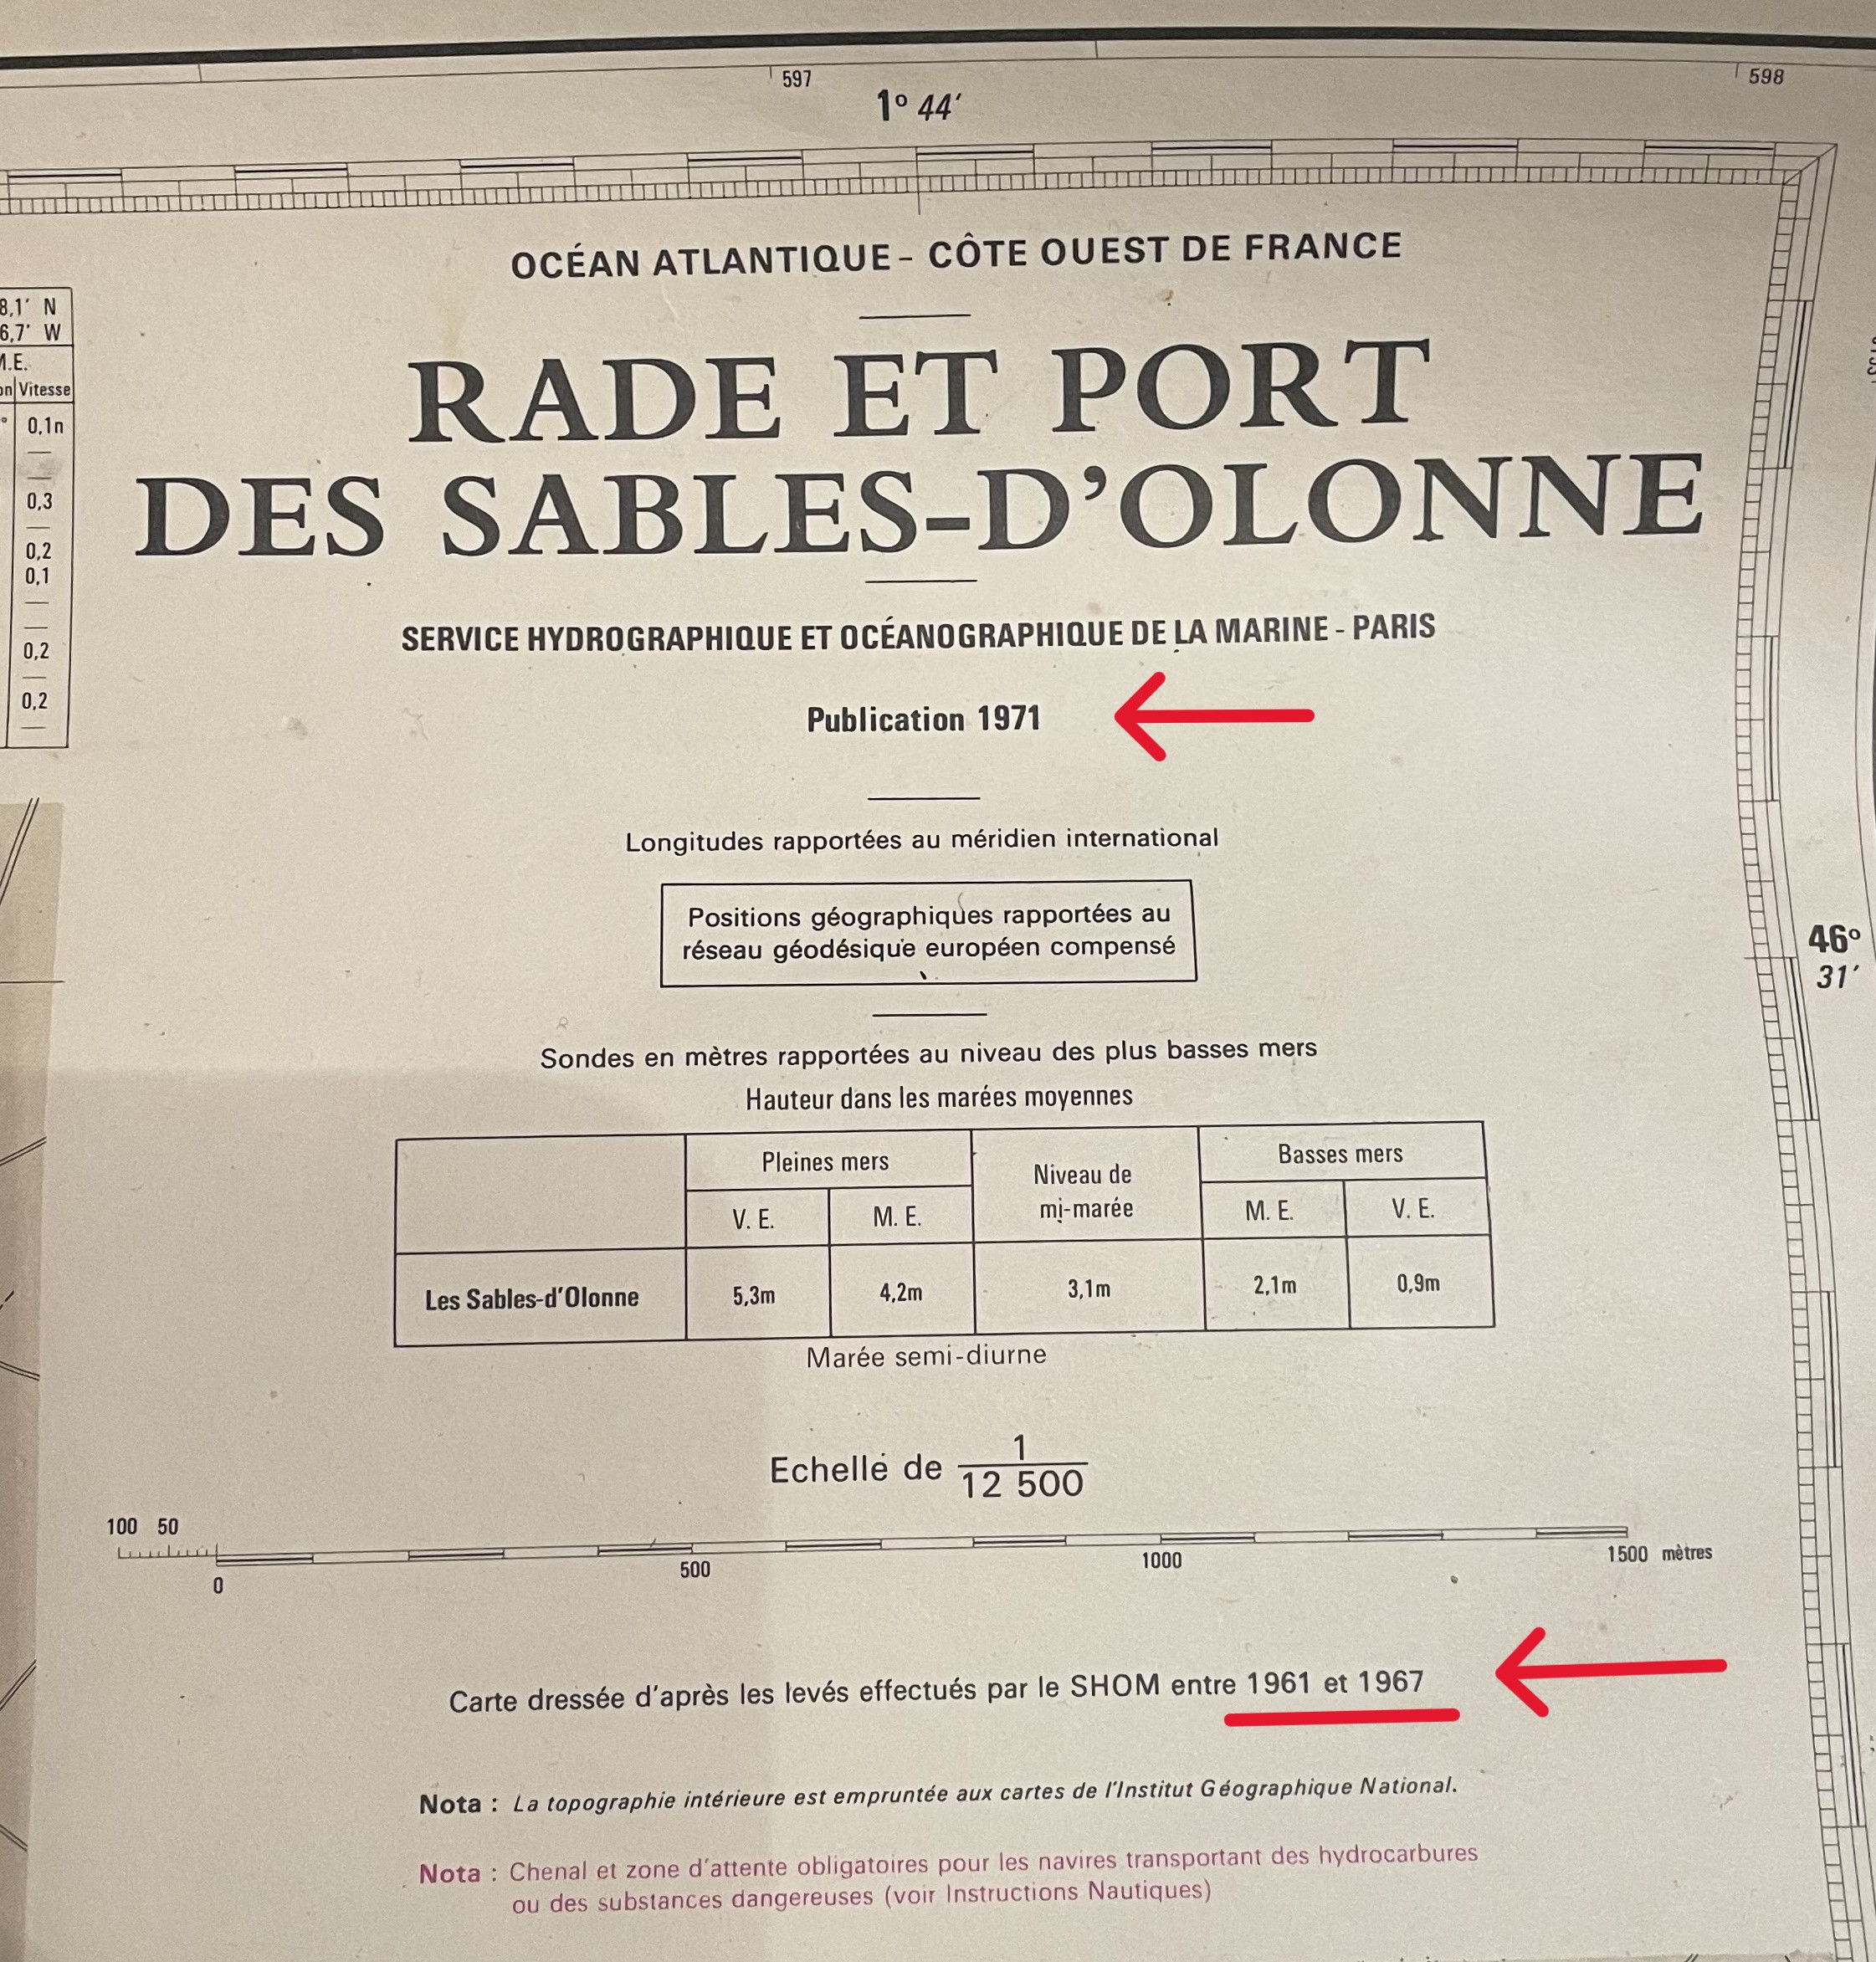 597
598
1° 44′
OCÉAN ATLANTIQUE - CÔTE OUEST DE FRANCE
8,1′ N
6,7′ W
M.E.
Vitesse
0,1n
0,3
0,2
0,1
0,2
0,2
RADE ET PORT
DES SABLES-D’OLONNE
SERVICE HYDROGRAPHIQUE ET OCÉANOGRAPHIQUE DE LA MARINE - PARIS
Publication 1971
Longitudes rapportées au méridien international
Positions géographiques rapportées au
réseau géodésique européen compensé
46°
31′
Sondes en mètres rapportées au niveau des plus basses mers
Hauteur dans les marées moyennes
Pleines mers Niveau de mi-marée Basses mers
V. E. M. E. M. E. V. E.
Les Sables-d’Olonne 5,3m 4,2m 3,1m 2,1m 0,9m
Marée semi-diurne
Echelle de 1/12 500
100 50
0 500 1000 1500 mètres
Carte dressée d’après les levés effectués par le SHOM entre 1961 et 1967
Nota : La topographie intérieure est empruntée aux cartes de l’Institut Géographique National.
Nota : Chenal et zone d’attente obligatoires pour les navires transportant des hydrocarbures
ou des substances dangereuses (voir Instructions Nautiques)